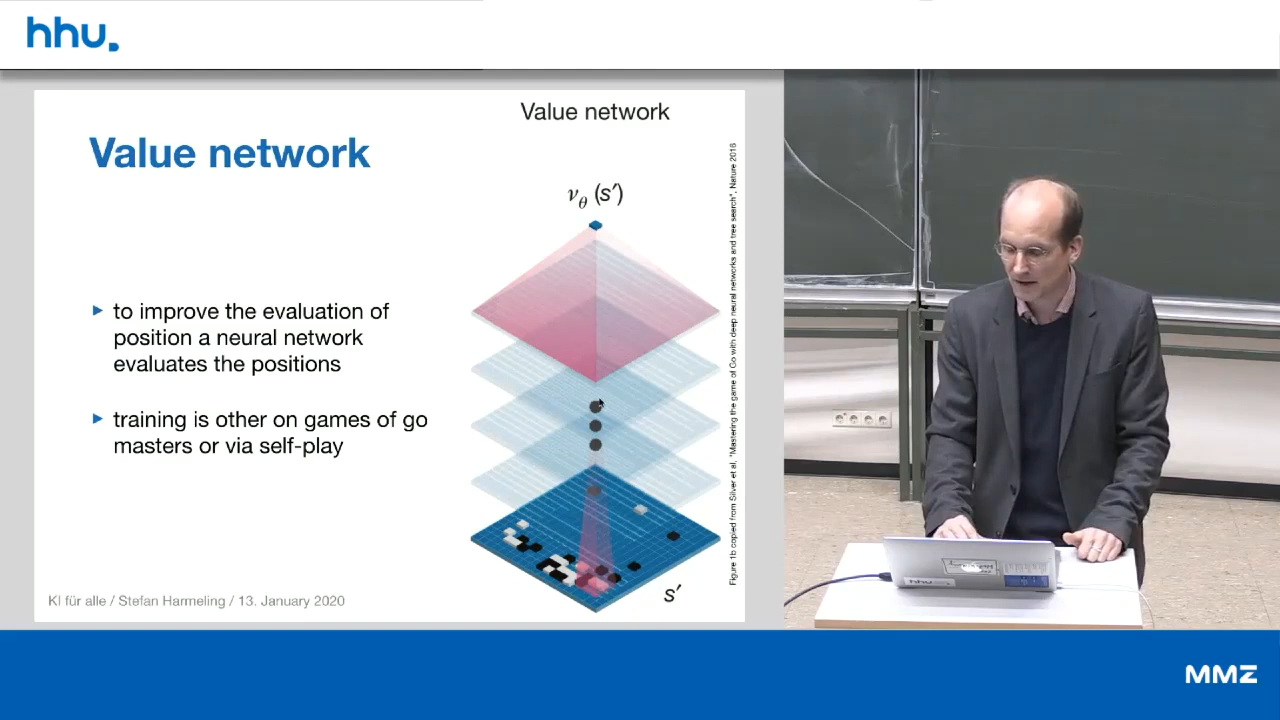 hhu.
Value network
Value network
νθ (s′)
to improve the evaluation of
position a neural network
evaluates the positions
training is other on games of go
masters or via self-play
s′
Figure 1b copied from Silver et al, "Mastering the game of Go with deep neural networks and tree search", Nature 2016
KI für alle / Stefan Harmeling / 13. January 2020
hhu
MMZ